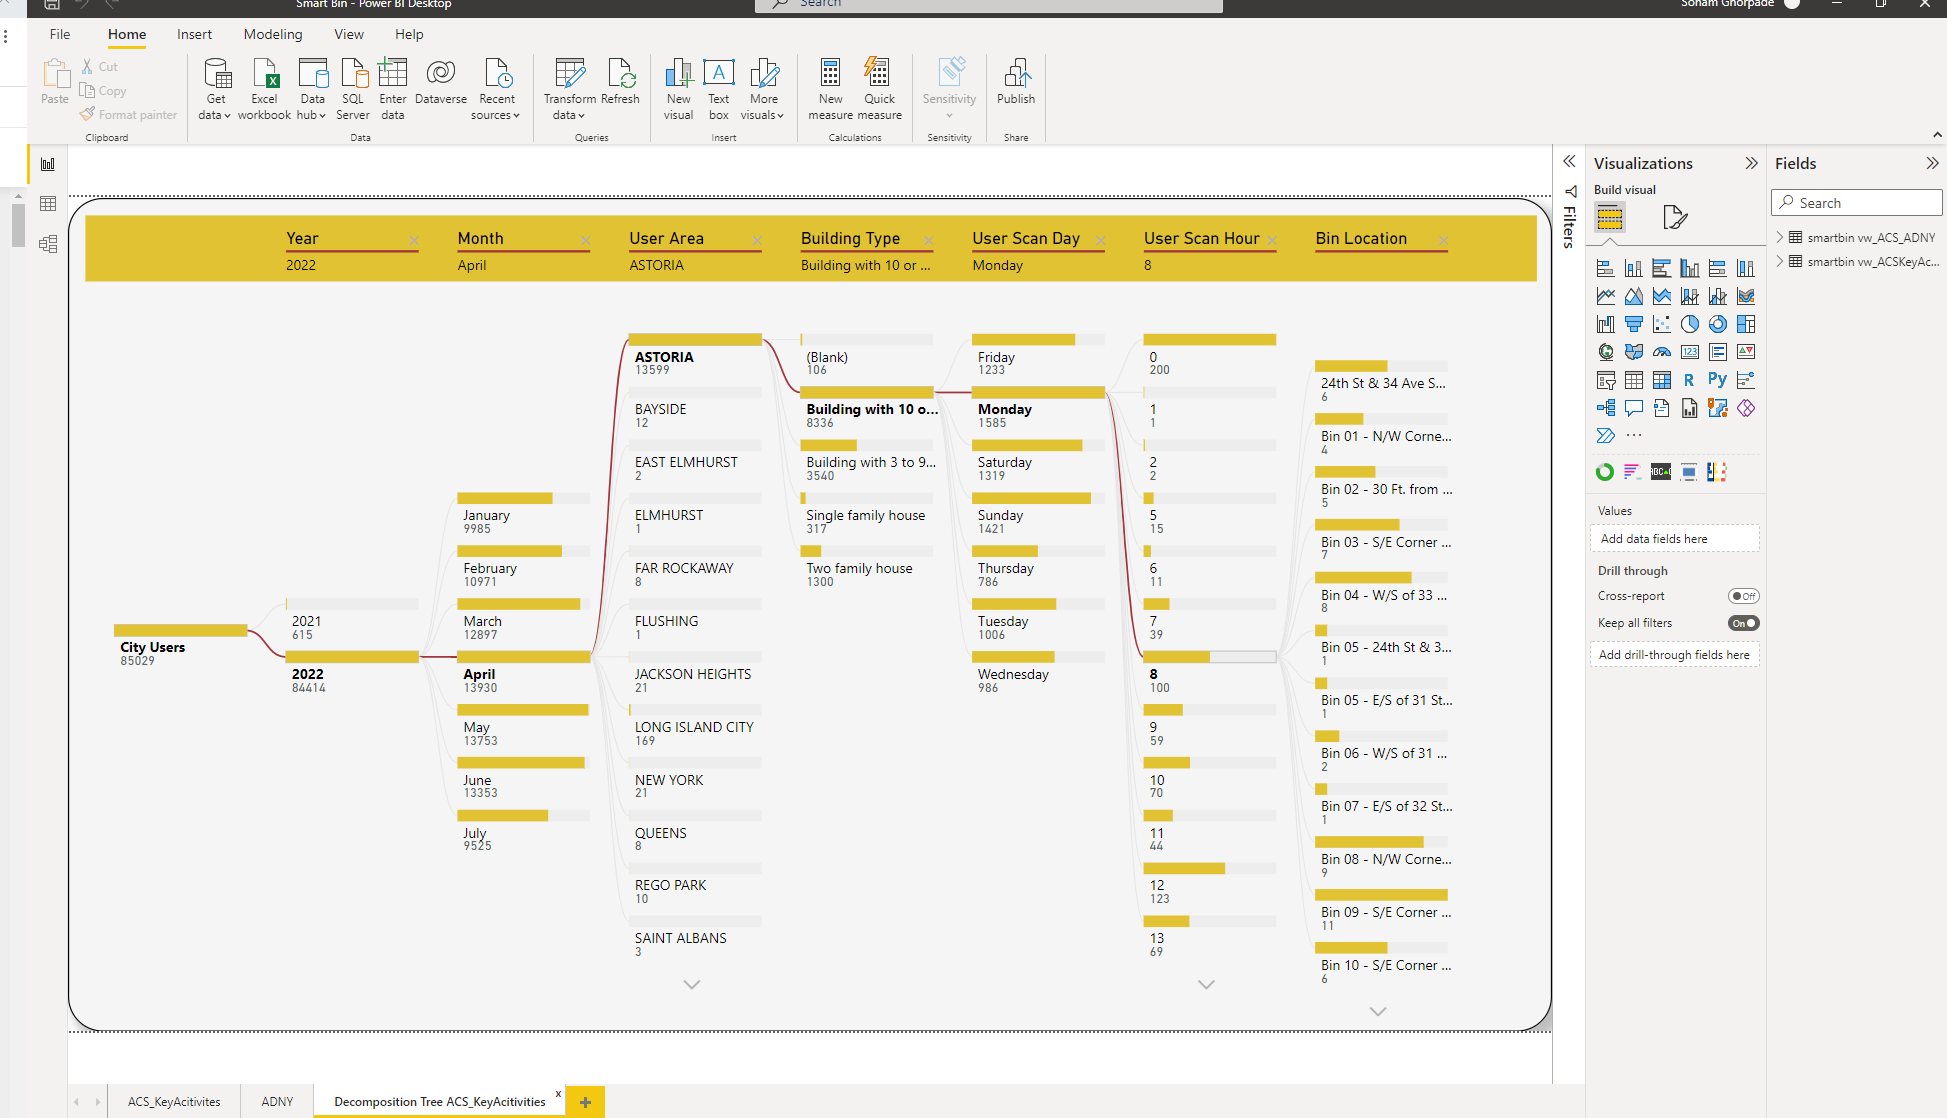 Smart Bin - Power BI Desktop
Search
Soham Ghorpade
File
Home
Insert
Modeling
View
Help
Paste
Cut
Copy
Format painter
Clipboard
Get
data
Excel
workbook
Data
hub
SQL
Server
Enter
data
Dataverse
Recent
sources
Data
Transform
data
Refresh
Queries
New
visual
Text
box
More
visuals
Insert
New
measure
Quick
measure
Calculations
Sensitivity
Sensitivity
Publish
Share
Year
2022
Month
April
User Area
ASTORIA
Building Type
Building with 10 or ...
User Scan Day
Monday
User Scan Hour
8
Bin Location
City Users
85029
2021
615
2022
84414
January
9985
February
10971
March
12897
April
13930
May
13753
June
13353
July
9525
ASTORIA
13599
BAYSIDE
12
EAST ELMHURST
2
ELMHURST
1
FAR ROCKAWAY
8
FLUSHING
1
JACKSON HEIGHTS
21
LONG ISLAND CITY
169
NEW YORK
21
QUEENS
8
REGO PARK
10
SAINT ALBANS
3
(Blank)
106
Building with 10 o...
8336
Building with 3 to 9...
3540
Single family house
317
Two family house
1300
Friday
1233
Monday
1585
Saturday
1319
Sunday
1421
Thursday
786
Tuesday
1006
Wednesday
986
0
200
1
1
2
2
5
15
6
11
7
39
8
100
9
59
10
70
11
44
12
123
13
69
24th St & 34 Ave S...
6
Bin 01 - N/W Corne...
4
Bin 02 - 30 Ft. from ...
5
Bin 03 - S/E Corner ...
7
Bin 04 - W/S of 33 ...
8
Bin 05 - 24th St & 3...
1
Bin 05 - E/S of 31 St...
1
Bin 06 - W/S of 31 ...
2
Bin 07 - E/S of 32 St...
1
Bin 08 - N/W Corne...
9
Bin 09 - S/E Corner ...
11
Bin 10 - S/E Corner ...
6
Filters
Visualizations
Build visual
123
R
Py
ABC
Values
Add data fields here
Drill through
Cross-report
Off
Keep all filters
On
Add drill-through fields here
Fields
Search
smartbin vw_ACS_ADNY
smartbin vw_ACSKeyAc...
ACS_KeyAcitivites
ADNY
Decomposition Tree ACS_KeyAcitivities
x
+